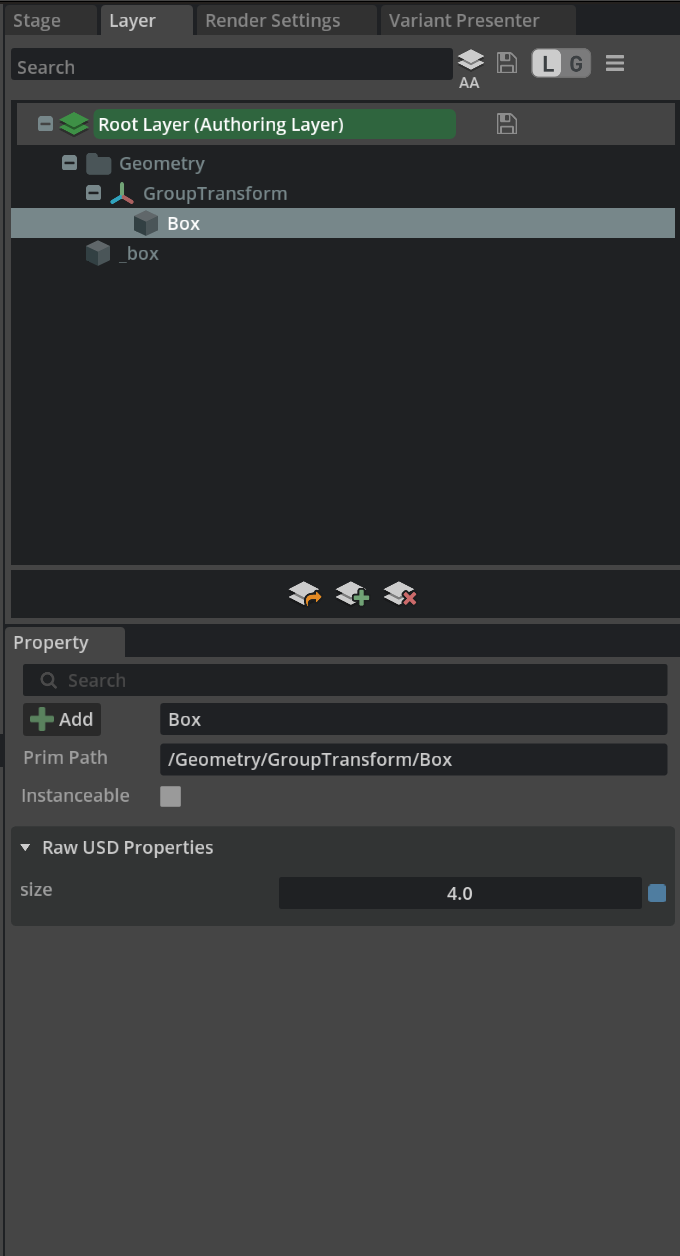 Stage Layer Render Settings Variant Presenter
Search
AA
L G
Root Layer (Authoring Layer)
Geometry
GroupTransform
Box
_box
Property
Search
Add Box
Prim Path /Geometry/GroupTransform/Box
Instanceable
Raw USD Properties
size 4.0